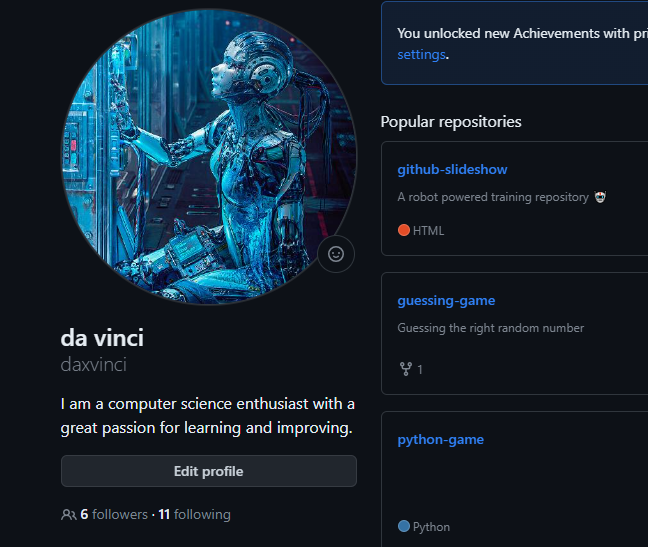 You unlocked new Achievements with pri
settings.
Popular repositories
github-slideshow
A robot powered training repository 🤖
HTML
guessing-game
Guessing the right random number
1
python-game
Python
da vinci
daxvinci
I am a computer science enthusiast with a
great passion for learning and improving.
Edit profile
6 followers · 11 following